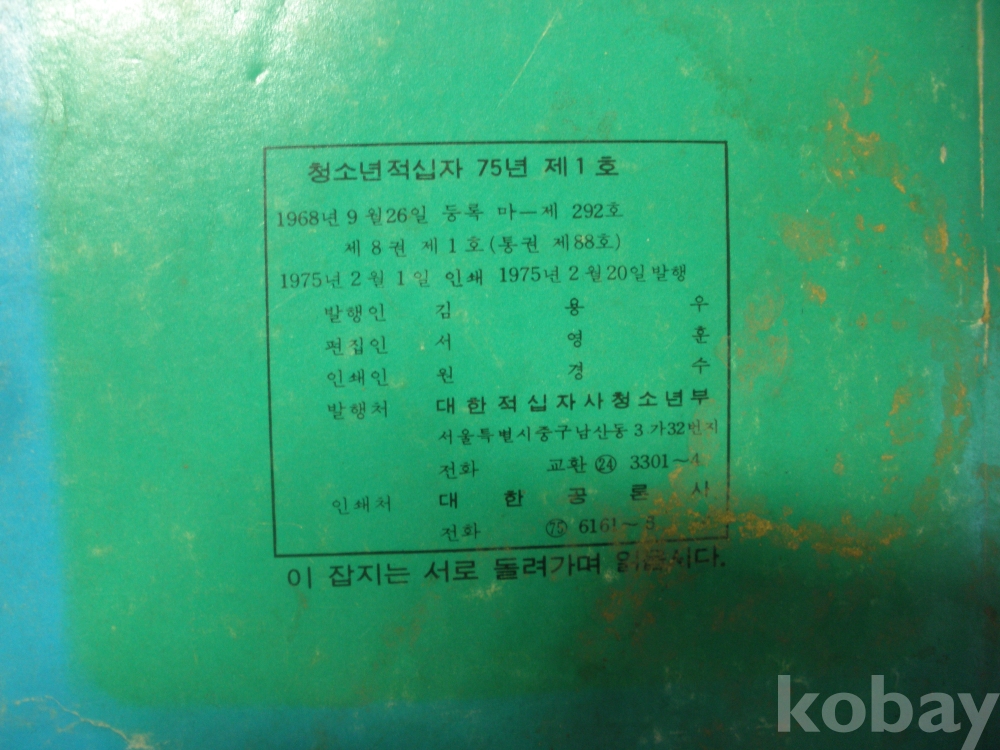 청소년적십자 75년 제1호
1968년 9월26일 등록 마—제 292호
제8권 제1호(통권 제88호)
1975년 2월 1일 인쇄 1975년 2월 20일 발행
발행인 김 용 우
편집인 서 영 훈
인쇄인 원 경 수
발행처 대한적십자사청소년부
서울특별시중구남산동 3가32번지
전화 교환 ㉔ 3301~4
인쇄처 대 한 공 론 사
전화 75 6161~3
이 잡지는 서로 돌려가며 읽읍시다.
kobay